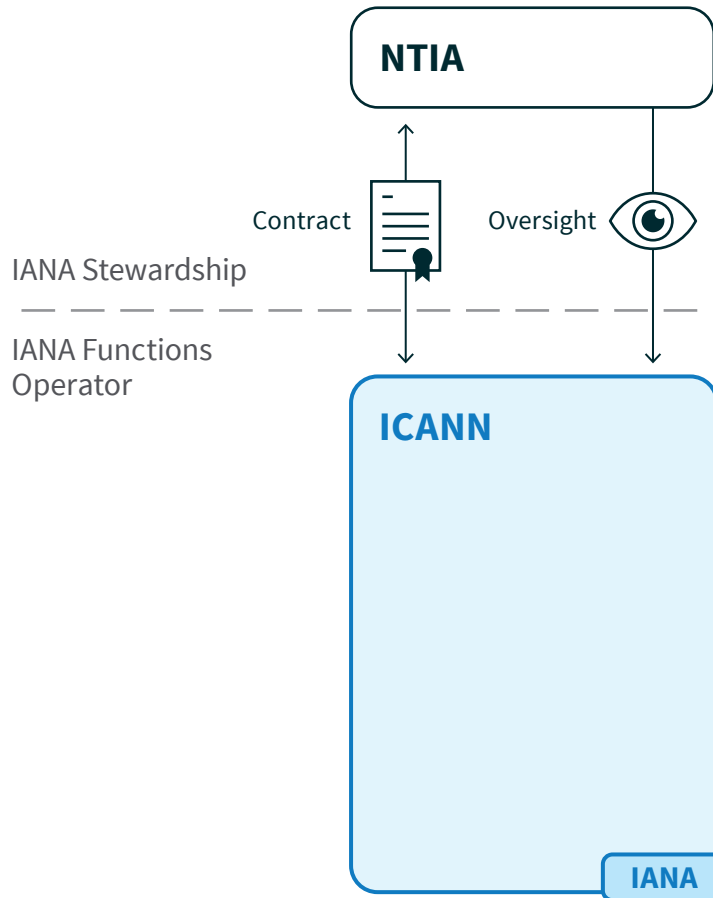 NTIA
Contract
Oversight
IANA Stewardship
IANA Functions
Operator
ICANN
IANA